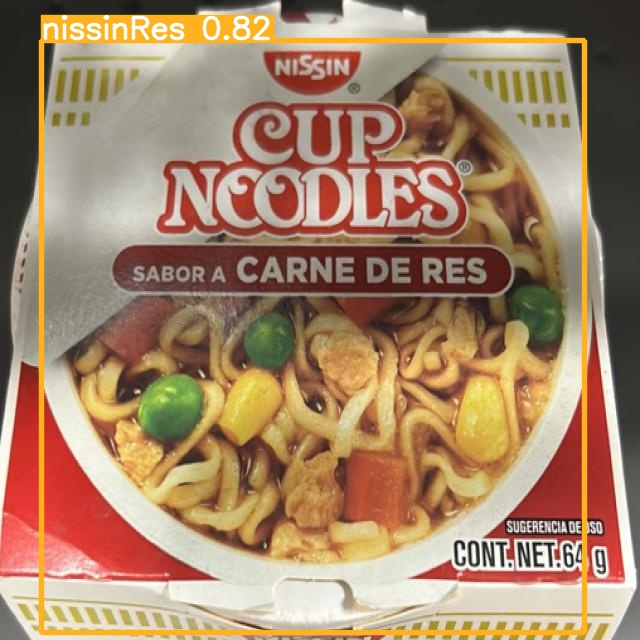 nissinRes 0.82
NISSIN
®
CUP
NOODLES®
SABOR A CARNE DE RES
SUGERENCIA DE USO
CONT. NET. 64 g